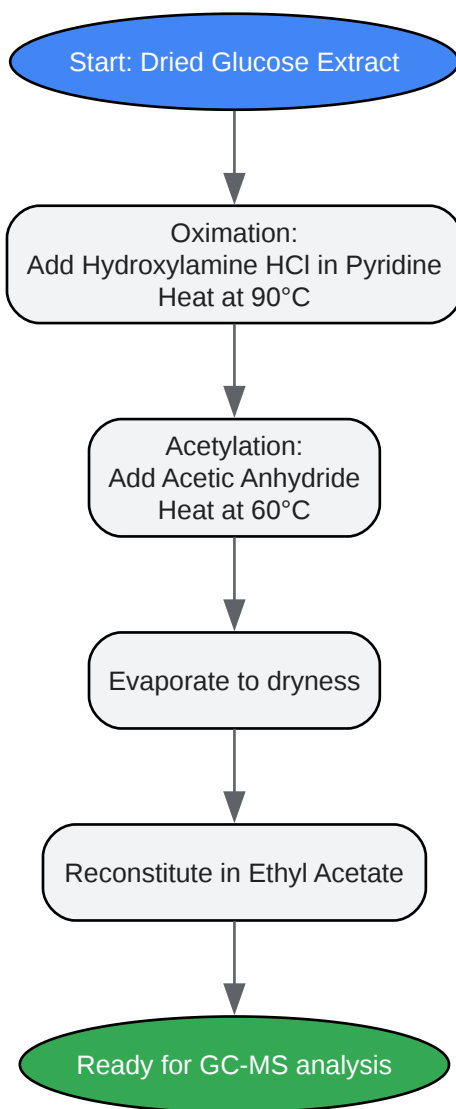 Start: Dried Glucose Extract
Oximation:
Add Hydroxylamine HCl in Pyridine
Heat at 90°C
Acetylation:
Add Acetic Anhydride
Heat at 60°C
Evaporate to dryness
Reconstitute in Ethyl Acetate
Ready for GC-MS analysis